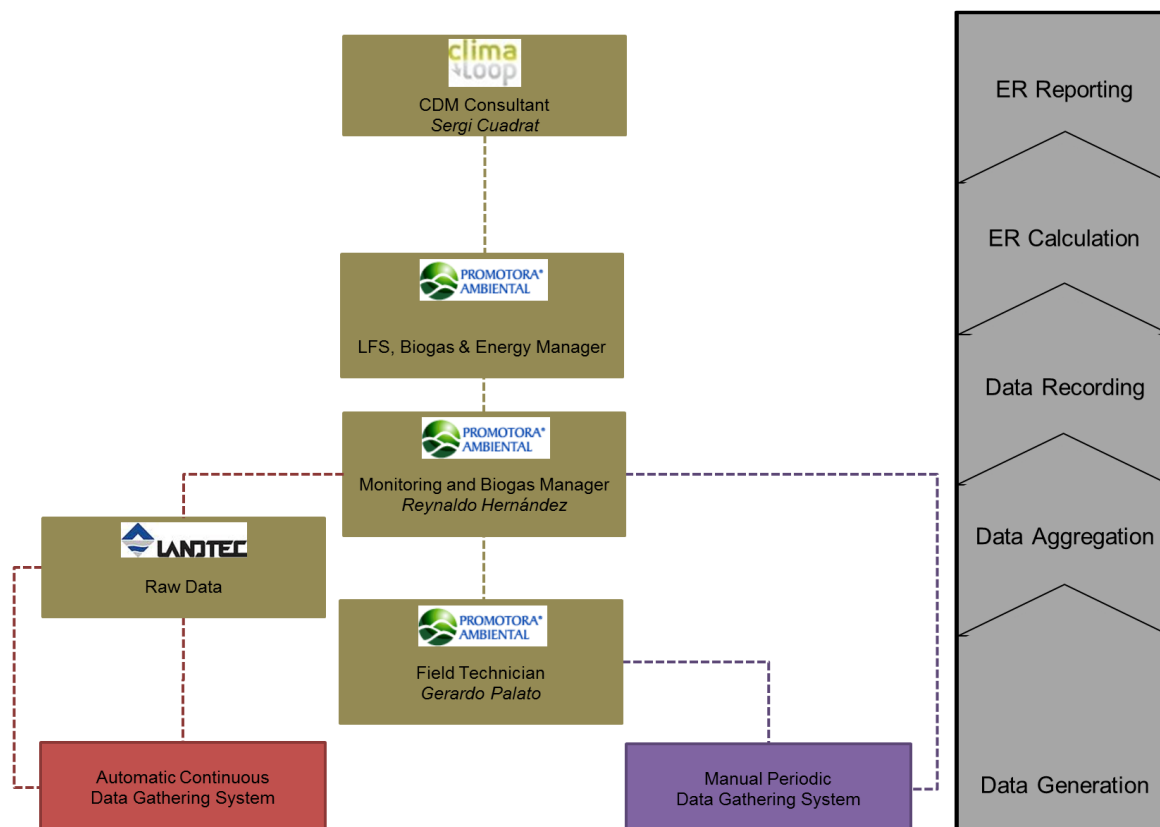 clima
LOOP
CDM Consultant
Sergi Cuadrat
PROMOTORA*
AMBIENTAL
LFS, Biogas & Energy Manager
PROMOTORA*
AMBIENTAL
Monitoring and Biogas Manager
Reynaldo Hernández
LANDTEC
Raw Data
PROMOTORA*
AMBIENTAL
Field Technician
Gerardo Palato
Automatic Continuous
Data Gathering System
Manual Periodic
Data Gathering System
ER Reporting
ER Calculation
Data Recording
Data Aggregation
Data Generation